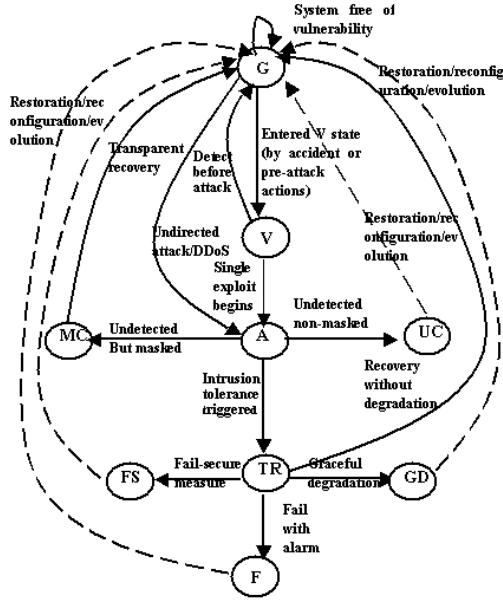 System free of
vulnerability
G
Restoration/reconfig
uration/evolution
Restoration/rec
onfiguration/ev
olution
Transparent
recovery
Detect
before
attack
Entered V state
(by accident or
pre-attack
actions)
Undirected
attack/DDoS
Restoration/rec
onfiguration/ev
olution
V
Single
exploit
begins
Undetected
non-masked
MC
Undetected
But masked
A
UC
Intrusion
tolerance
triggered
Recovery
without
degradation
FS
Fail-secure
measure
TR
Graceful
degradation
GD
Fail
with
alarm
F